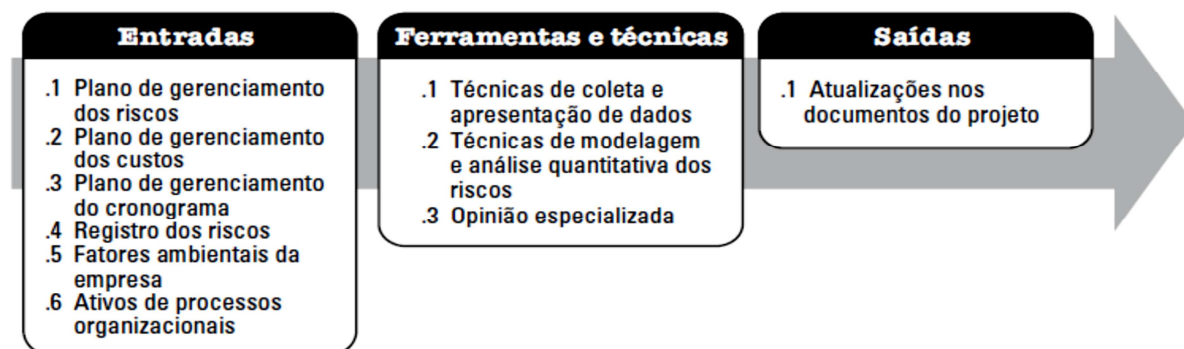 Entradas
.1 Plano de gerenciamento
dos riscos
.2 Plano de gerenciamento
dos custos
.3 Plano de gerenciamento
do cronograma
.4 Registro dos riscos
.5 Fatores ambientais da
empresa
.6 Ativos de processos
organizacionais
Ferramentas e técnicas
.1 Técnicas de coleta e
apresentação de dados
.2 Técnicas de modelagem
e análise quantitativa dos
riscos
.3 Opinião especializada
Saídas
.1 Atualizações nos
documentos do projeto